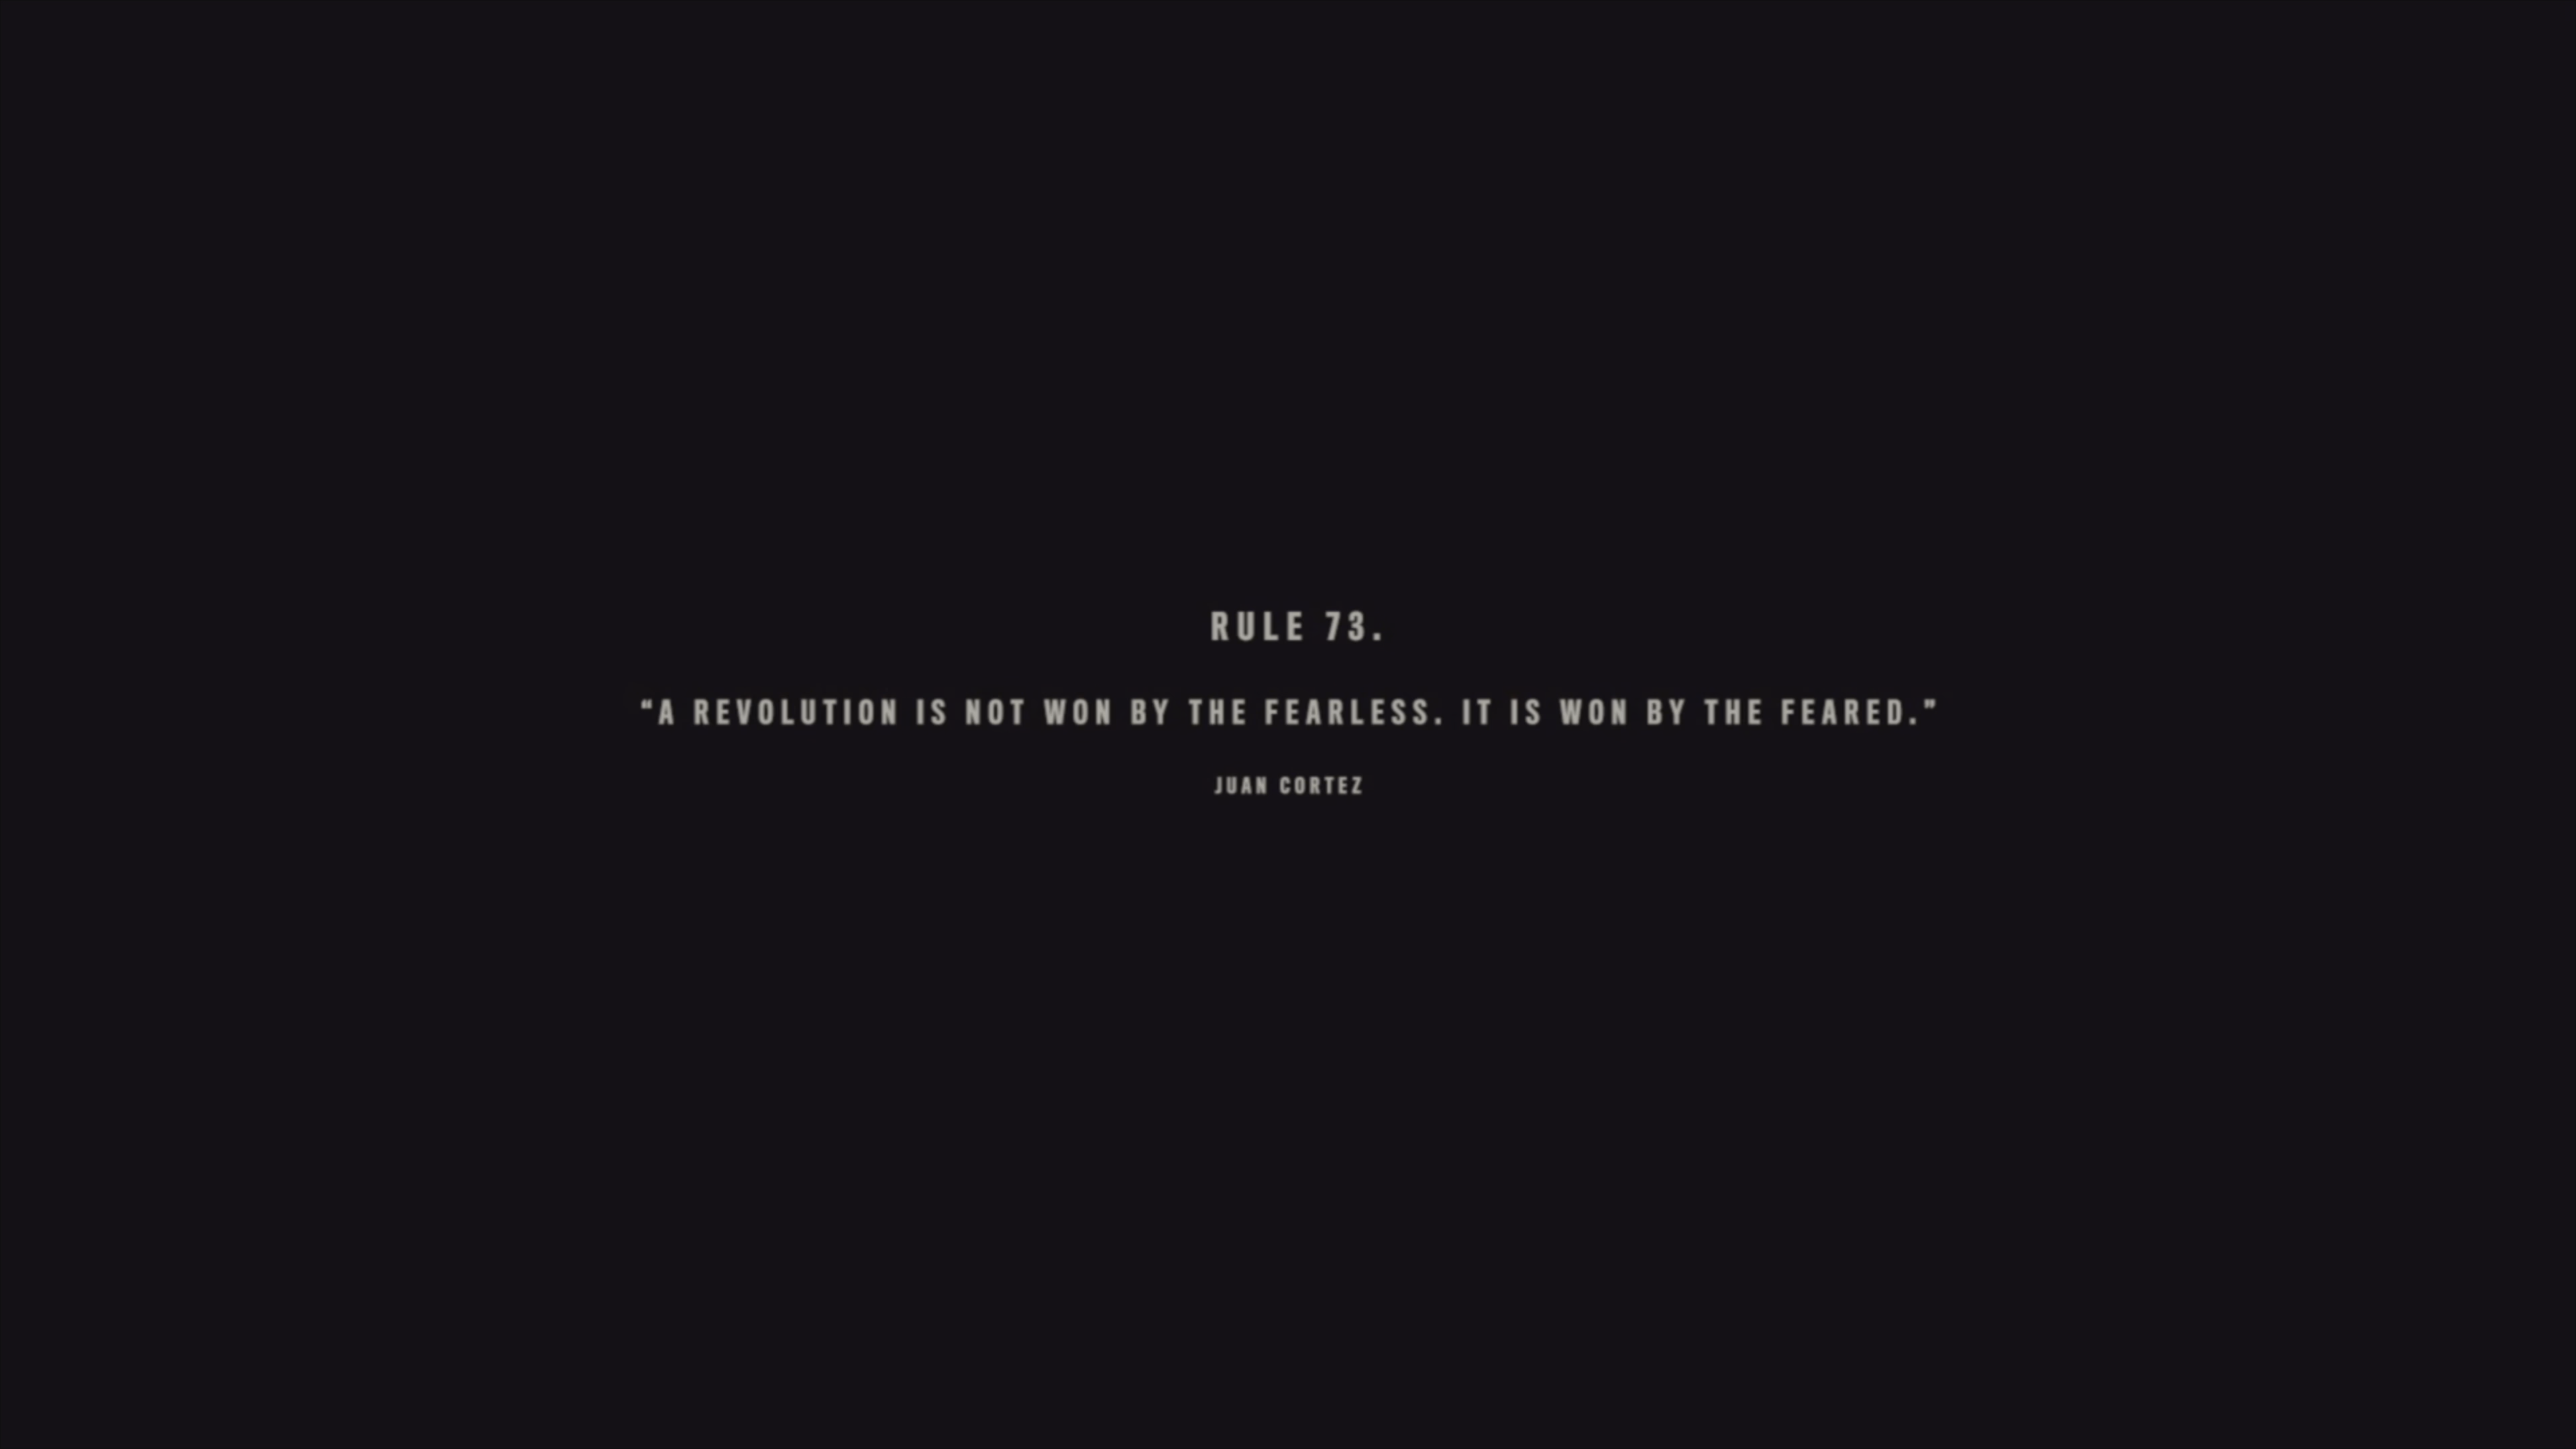 RULE 73.
“A REVOLUTION IS NOT WON BY THE FEARLESS. IT IS WON BY THE FEARED.”
JUAN CORTEZ